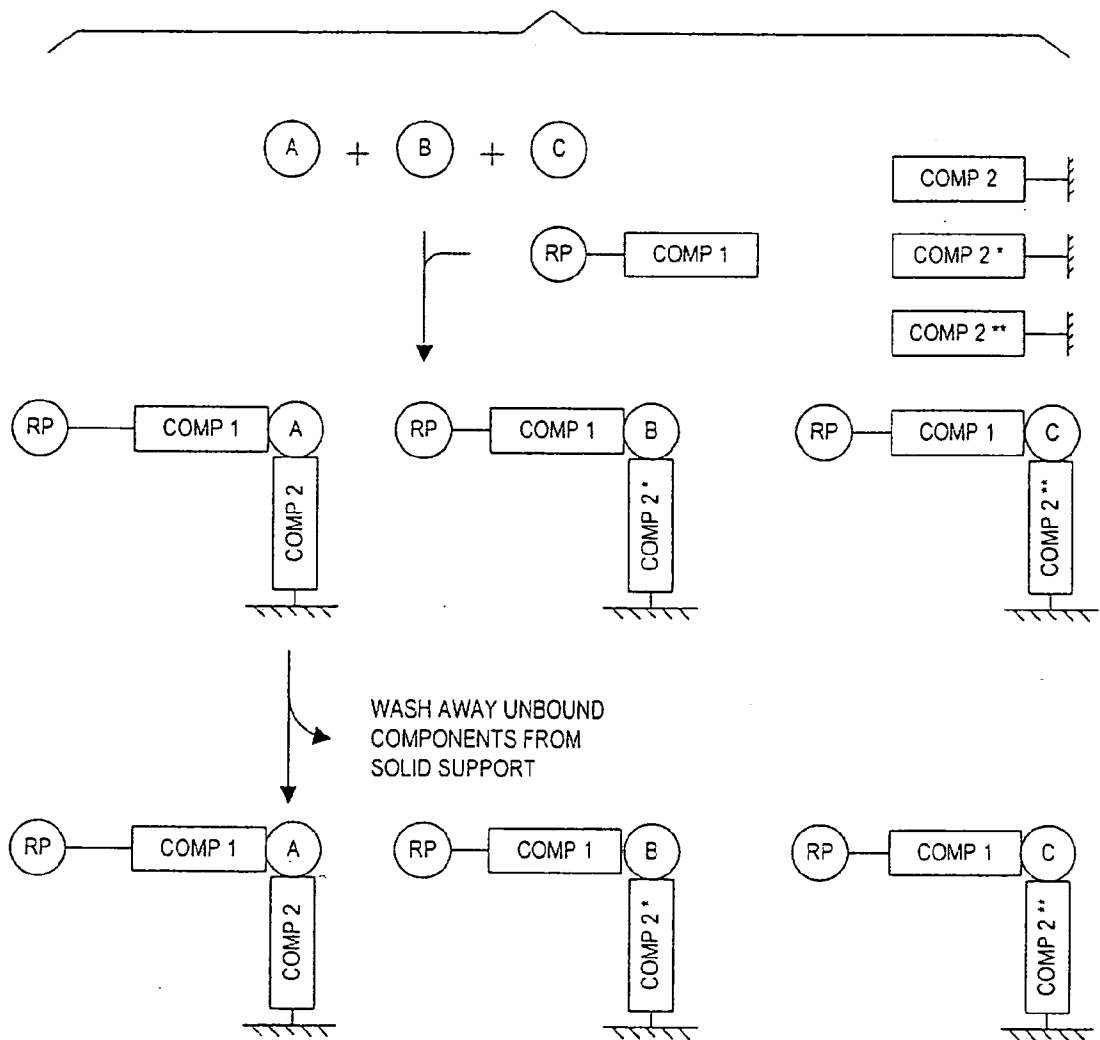 A + B + C
COMP 2
RP COMP 1
COMP 2 *
COMP 2 **
RP COMP 1 A
COMP 2
RP COMP 1 B
COMP 2 *
RP COMP 1 C
COMP 2 **
WASH AWAY UNBOUND
COMPONENTS FROM
SOLID SUPPORT
RP COMP 1 A
COMP 2
RP COMP 1 B
COMP 2 *
RP COMP 1 C
COMP 2 **